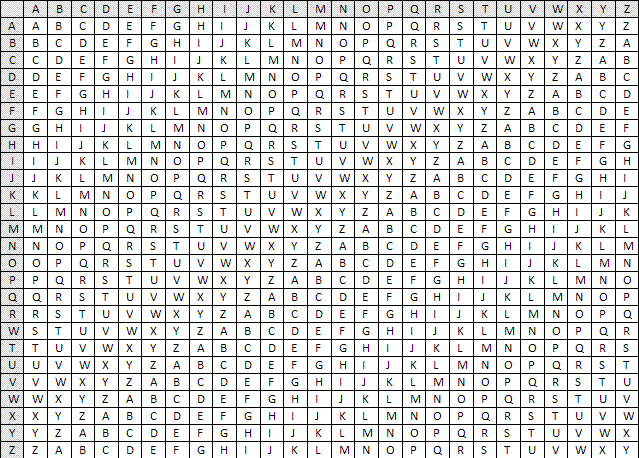 A B C D E F G H I J K L M N O P Q R S T U V W X Y Z
A A B C D E F G H I J K L M N O P Q R S T U V W X Y Z
B B C D E F G H I J K L M N O P Q R S T U V W X Y Z A
C C D E F G H I J K L M N O P Q R S T U V W X Y Z A B
D D E F G H I J K L M N O P Q R S T U V W X Y Z A B C
E E F G H I J K L M N O P Q R S T U V W X Y Z A B C D
F F G H I J K L M N O P Q R S T U V W X Y Z A B C D E
G G H I J K L M N O P Q R S T U V W X Y Z A B C D E F
H H I J K L M N O P Q R S T U V W X Y Z A B C D E F G
I I J K L M N O P Q R S T U V W X Y Z A B C D E F G H
J J K L M N O P Q R S T U V W X Y Z A B C D E F G H I
K K L M N O P Q R S T U V W X Y Z A B C D E F G H I J
L L M N O P Q R S T U V W X Y Z A B C D E F G H I J K
M M N O P Q R S T U V W X Y Z A B C D E F G H I J K L
N N O P Q R S T U V W X Y Z A B C D E F G H I J K L M
O O P Q R S T U V W X Y Z A B C D E F G H I J K L M N
P P Q R S T U V W X Y Z A B C D E F G H I J K L M N O
Q Q R S T U V W X Y Z A B C D E F G H I J K L M N O P
R R S T U V W X Y Z A B C D E F G H I J K L M N O P Q
W S T U V W X Y Z A B C D E F G H I J K L M N O P Q R
T T U V W X Y Z A B C D E F G H I J K L M N O P Q R S
U U V W X Y Z A B C D E F G H I J K L M N O P Q R S T
V V W X Y Z A B C D E F G H I J K L M N O P Q R S T U
W W X Y Z A B C D E F G H I J K L M N O P Q R S T U V
X X Y Z A B C D E F G H I J K L M N O P Q R S T U V W
Y Y Z A B C D E F G H I J K L M N O P Q R S T U V W X
Z Z A B C D E F G H I J K L M N O P Q R S T U V W X Y